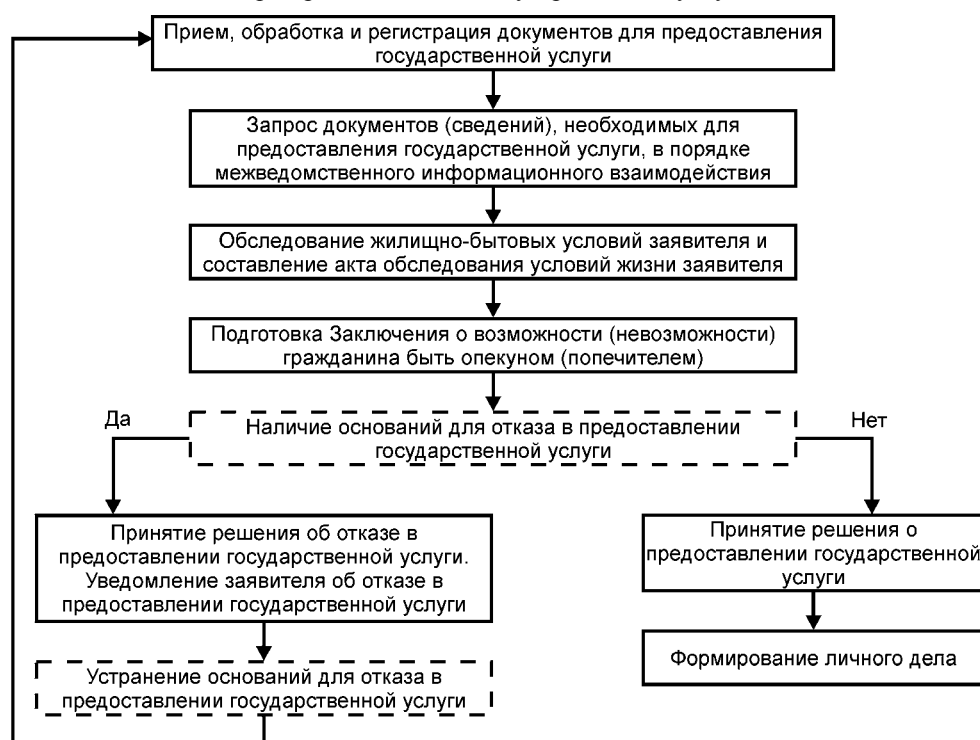 Прием, обработка и регистрация документов для предоставления
государственной услуги
Запрос документов (сведений), необходимых для
предоставления государственной услуги, в порядке
межведомственного информационного взаимодействия
Обследование жилищно-бытовых условий заявителя и
составление акта обследования условий жизни заявителя
Подготовка Заключения о возможности (невозможности)
гражданина быть опекуном (попечителем)
Да
Наличие оснований для отказа в предоставлении
государственной услуги
Нет
Принятие решения об отказе в
предоставлении государственной услуги.
Уведомление заявителя об отказе в
предоставлении государственной услуги
Принятие решения о
предоставлении государственной
услуги
Устранение оснований для отказа в
предоставлении государственной услуги
Формирование личного дела